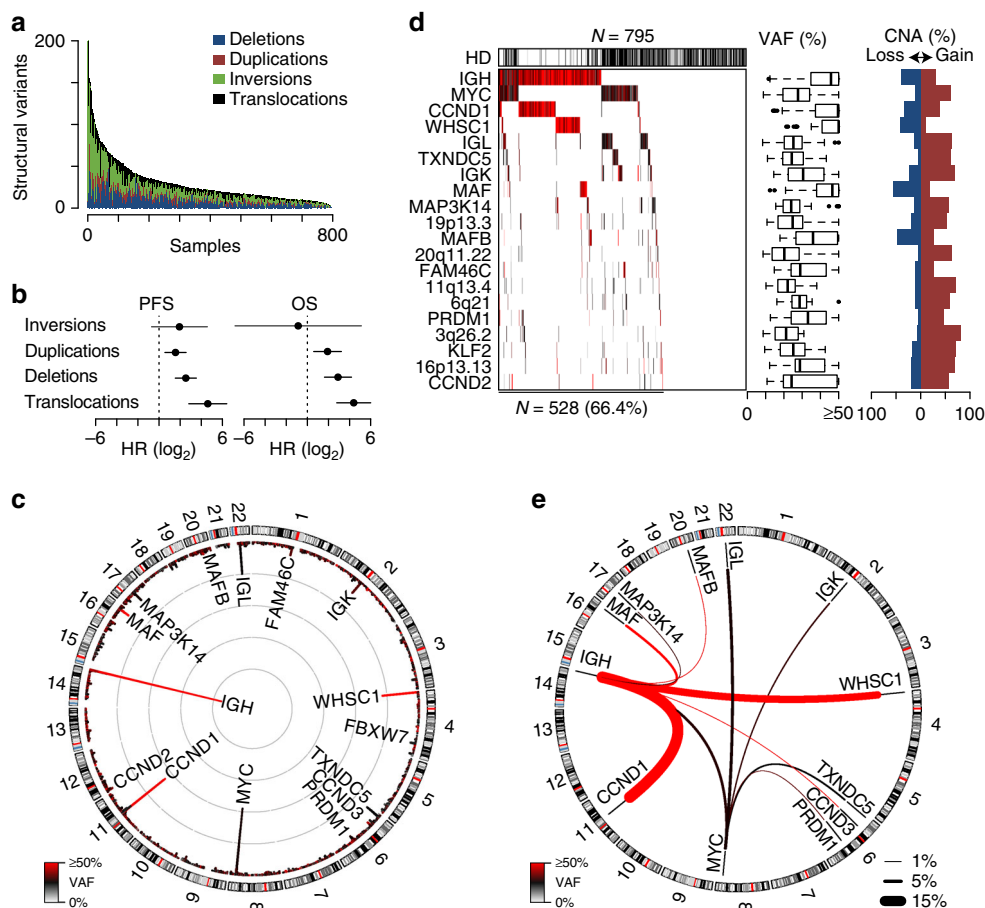 a
200
0
Structural variants
Deletions
Duplications
Inversions
Translocations
0
800
Samples
b
PFS
OS
Inversions
Duplications
Deletions
Translocations
–6
6
–6
6
HR (log2)
HR (log2)
c
1
2
3
4
5
6
7
8
9
10
11
12
13
14
15
16
17
18
19
20
21
22
MAFB
IGL
FAM46C
IGK
MAP3K14
MAF
IGH
WHSC1
FBXW7
CCND2
CCND1
MYC
TXNDC5
CCND3
PRDM1
≥50%
VAF
0%
d
N = 795
HD
IGH
MYC
CCND1
WHSC1
IGL
TXNDC5
IGK
MAF
MAP3K14
19p13.3
MAFB
20q11.22
FAM46C
11q13.4
6q21
PRDM1
3q26.2
KLF2
16p13.13
CCND2
N = 528 (66.4%)
VAF (%)
0
≥50
CNA (%)
Loss
Gain
100
0
100
e
1
2
3
4
5
6
7
8
9
10
11
12
13
14
15
16
17
18
19
20
21
22
MAFB
IGL
IGK
MAP3K14
MAF
IGH
WHSC1
CCND1
MYC
TXNDC5
CCND3
PRDM1
≥50%
VAF
0%
1%
5%
15%